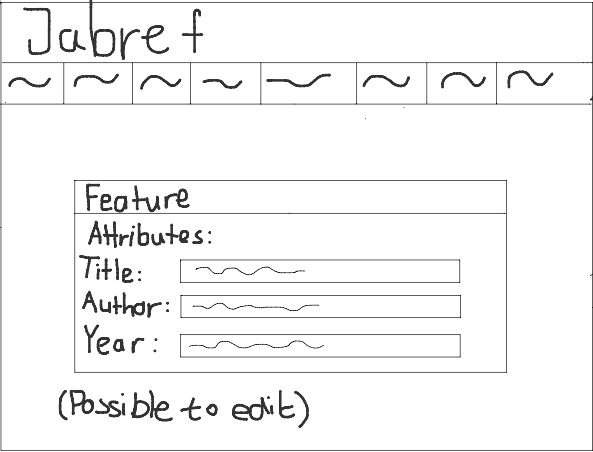 Jabref
Feature
Attributes:
Title:
Author:
Year:
(Possible to edit)